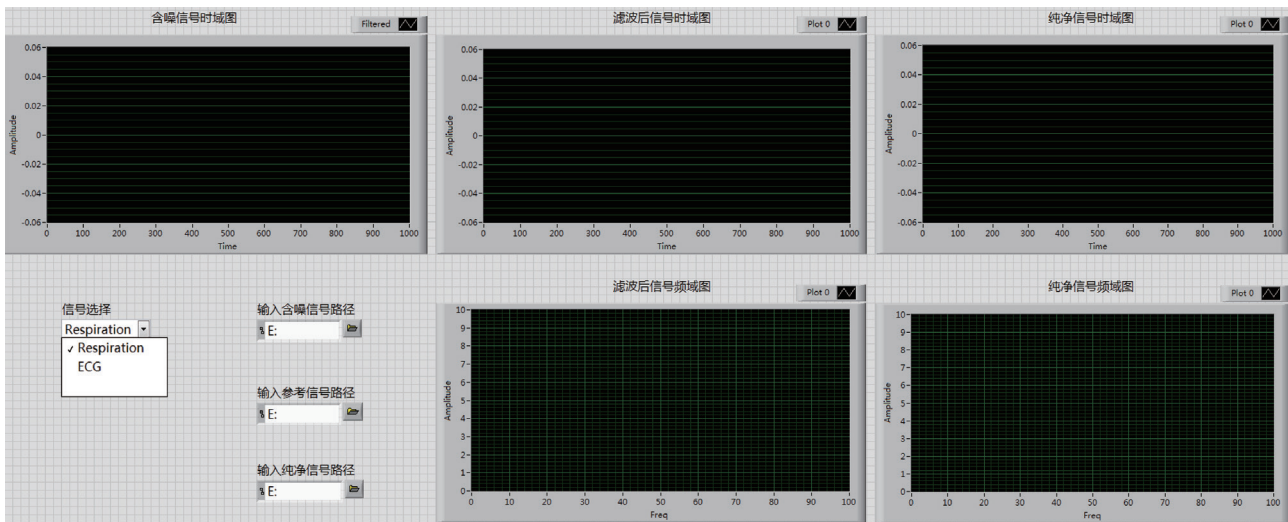 含噪信号时域图
Filtered
0.06
0.04
0.02
0
-0.02
-0.04
-0.06
Amplitude
0 100 200 300 400 500 600 700 800 900 1000
Time
滤波后信号时域图
Plot 0
0.06
0.04
0.02
0
-0.02
-0.04
-0.06
Amplitude
0 100 200 300 400 500 600 700 800 900 1000
Time
纯净信号时域图
Plot 0
0.06
0.04
0.02
0
-0.02
-0.04
-0.06
Amplitude
0 100 200 300 400 500 600 700 800 900 1000
Time
信号选择
Respiration
✓ Respiration
ECG
输入含噪信号路径
E:
输入参考信号路径
E:
输入纯净信号路径
E:
滤波后信号频域图
Plot 0
10
9
8
7
6
5
4
3
2
1
0
Amplitude
0 10 20 30 40 50 60 70 80 90 100
Freq
纯净信号频域图
Plot 0
10
9
8
7
6
5
4
3
2
1
0
Amplitude
0 10 20 30 40 50 60 70 80 90 100
Freq